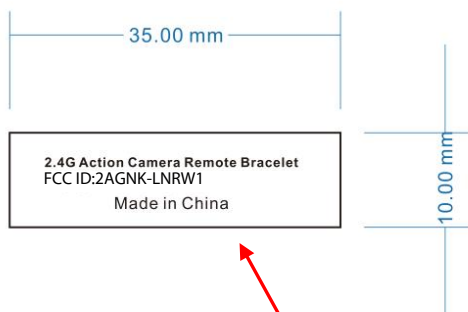 35.00 mm
2.4G Action Camera Remote Bracelet
FCC ID:2AGNK-LNRW1
Made in China
10.00 mm